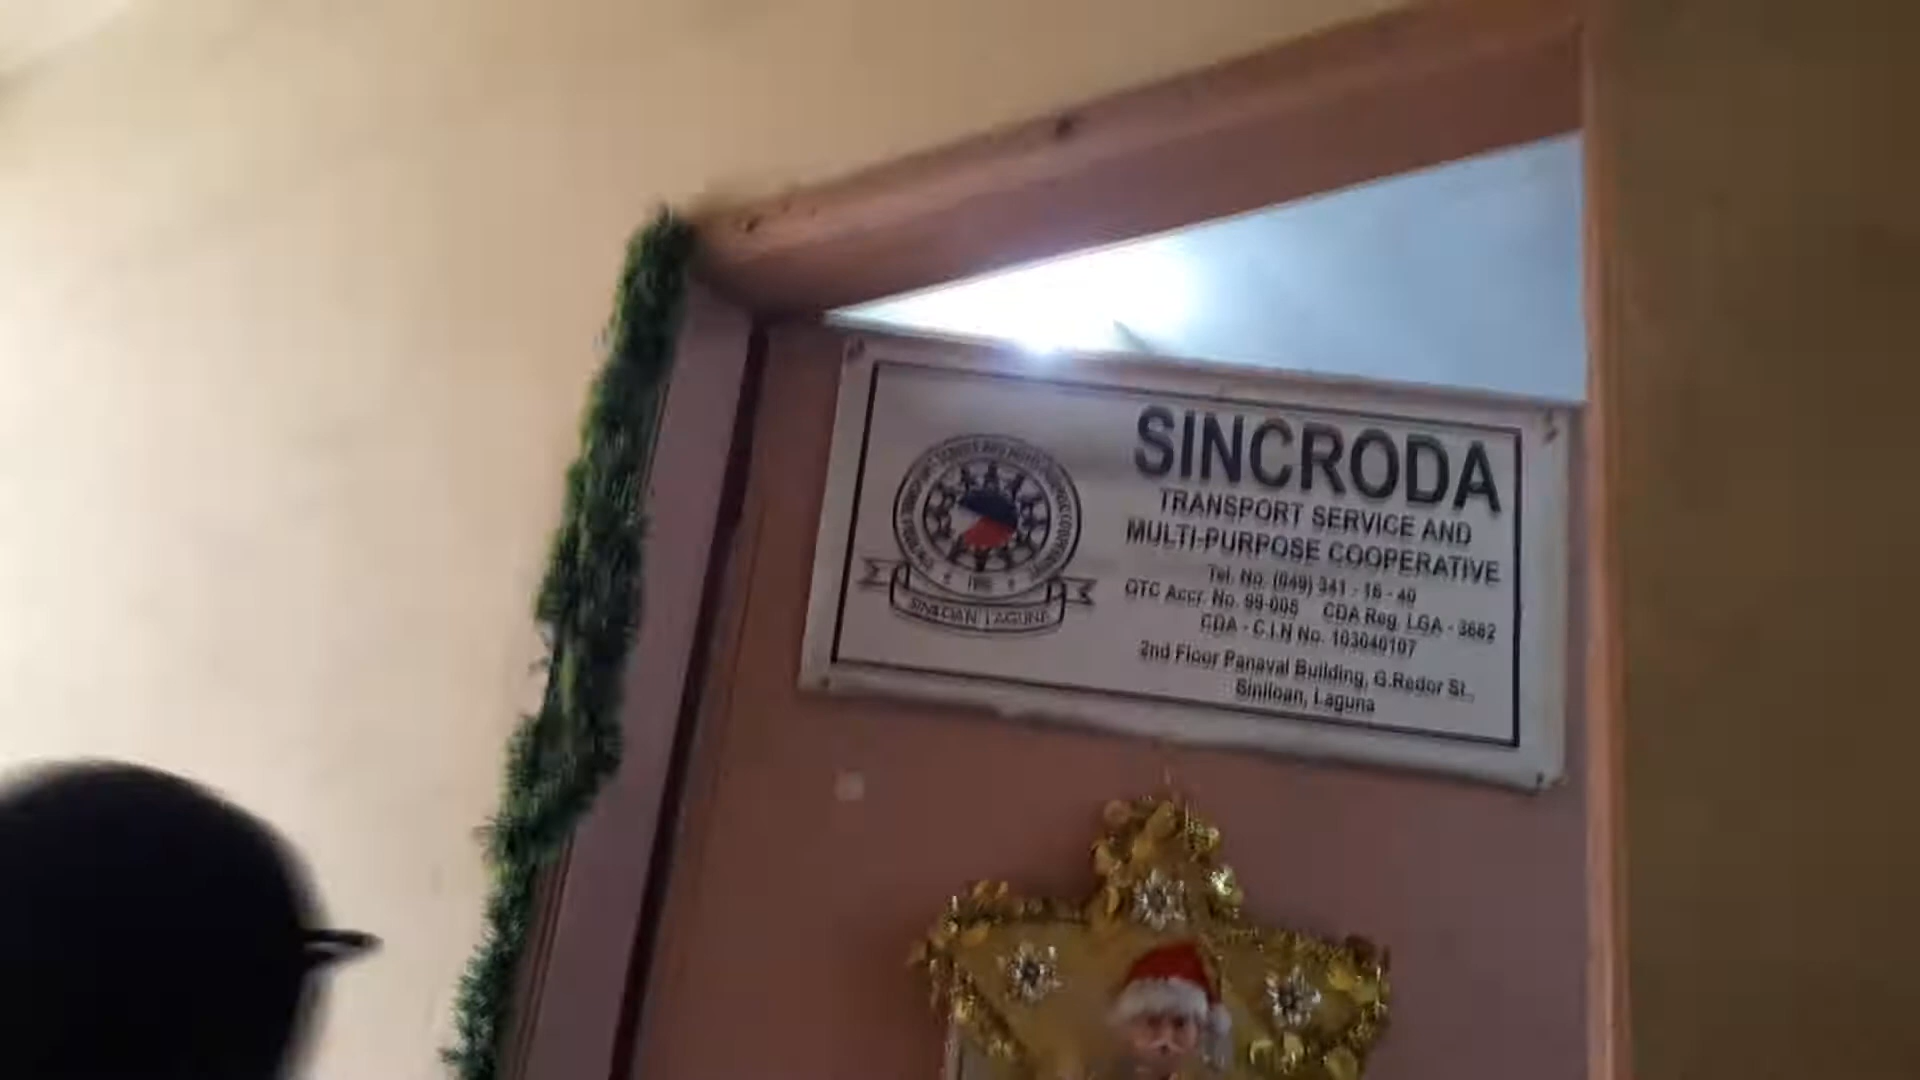 SINCRODA
TRANSPORT SERVICE AND
MULTI-PURPOSE COOPERATIVE
Tel. No. (049) 341 - 16 - 40
OTC Accr. No. 99-005 CDA Reg. LGA - 3682
CDA - C.I.N No. 103040107
2nd Floor Panaval Building, G.Redor St.,
Siniloan, Laguna
SINILOAN LAGUNA